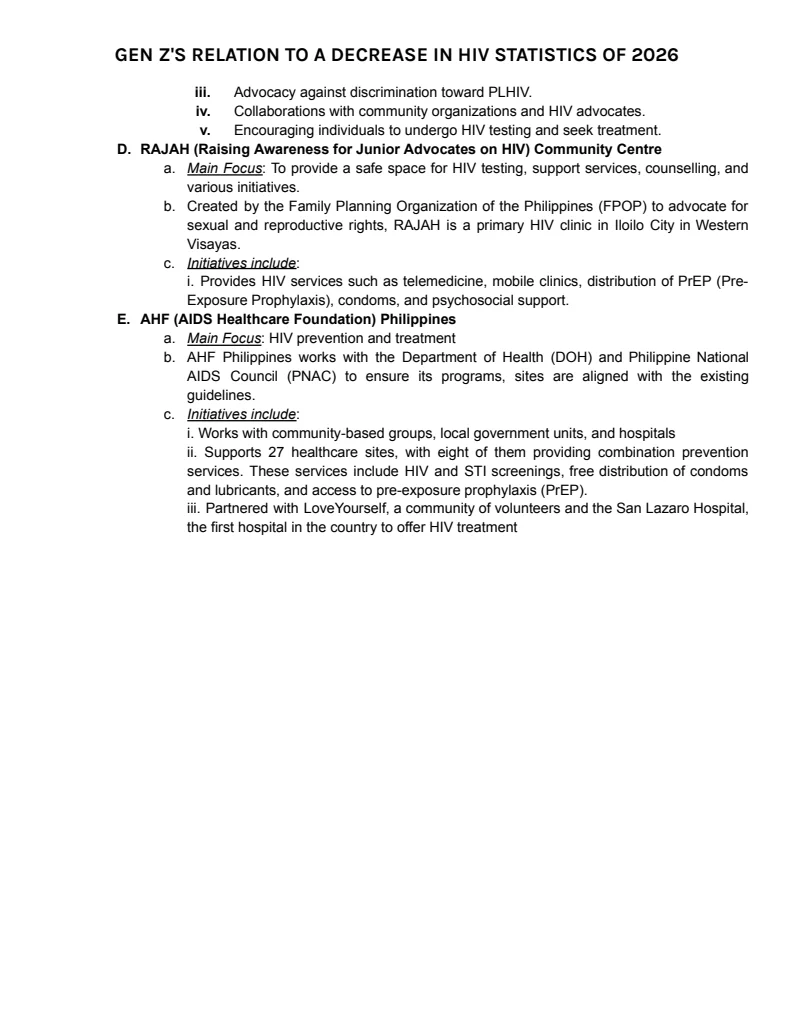 GEN Z'S RELATION TO A DECREASE IN HIV STATISTICS OF 2026
iii. Advocacy against discrimination toward PLHIV.
iv. Collaborations with community organizations and HIV advocates.
v. Encouraging individuals to undergo HIV testing and seek treatment.
D. RAJAH (Raising Awareness for Junior Advocates on HIV) Community Centre
a. Main Focus: To provide a safe space for HIV testing, support services, counselling, and
various initiatives.
b. Created by the Family Planning Organization of the Philippines (FPOP) to advocate for
sexual and reproductive rights, RAJAH is a primary HIV clinic in Iloilo City in Western
Visayas.
c. Initiatives include:
i. Provides HIV services such as telemedicine, mobile clinics, distribution of PrEP (Pre-
Exposure Prophylaxis), condoms, and psychosocial support.
E. AHF (AIDS Healthcare Foundation) Philippines
a. Main Focus: HIV prevention and treatment
b. AHF Philippines works with the Department of Health (DOH) and Philippine National
AIDS Council (PNAC) to ensure its programs, sites are aligned with the existing
guidelines.
c. Initiatives include:
i. Works with community-based groups, local government units, and hospitals
ii. Supports 27 healthcare sites, with eight of them providing combination prevention
services. These services include HIV and STI screenings, free distribution of condoms
and lubricants, and access to pre-exposure prophylaxis (PrEP).
iii. Partnered with LoveYourself, a community of volunteers and the San Lazaro Hospital,
the first hospital in the country to offer HIV treatment